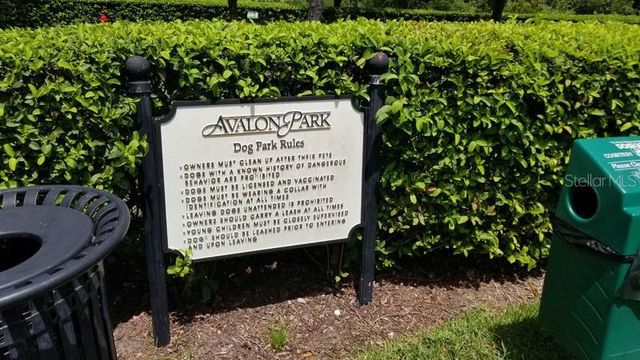 AVALON PARK
Dog Park Rules
• OWNERS MUST CLEAN UP AFTER THEIR PETS
• DOGS WITH A KNOWN HISTORY OF DANGEROUS
BEHAVIOR ARE PROHIBITED
• DOGS MUST BE LICENSED AND VACCINATED
• DOGS MUST BE WEARING A COLLAR WITH
IDENTIFICATION AT ALL TIMES
• LEAVING DOGS UNATTENDED IS PROHIBITED
• OWNERS SHOULD CARRY A LEASH AT ALL TIMES
• YOUNG CHILDREN MUST BE CLOSELY SUPERVISED
• DOGS SHOULD BE LEASHED PRIOR TO ENTERING
AND UPON LEAVING
COURTESY
Please
StellarMLS